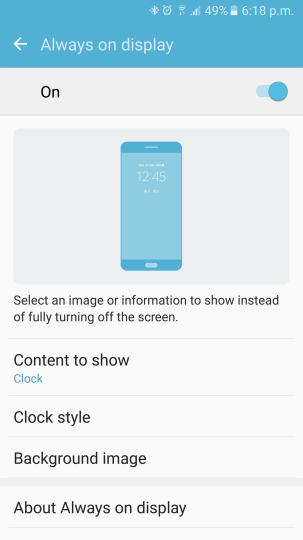 49% 6:18 p.m.
Always on display
On
12:45
Select an image or information to show instead
of fully turning off the screen.
Content to show
Clock
Clock style
Background image
About Always on display